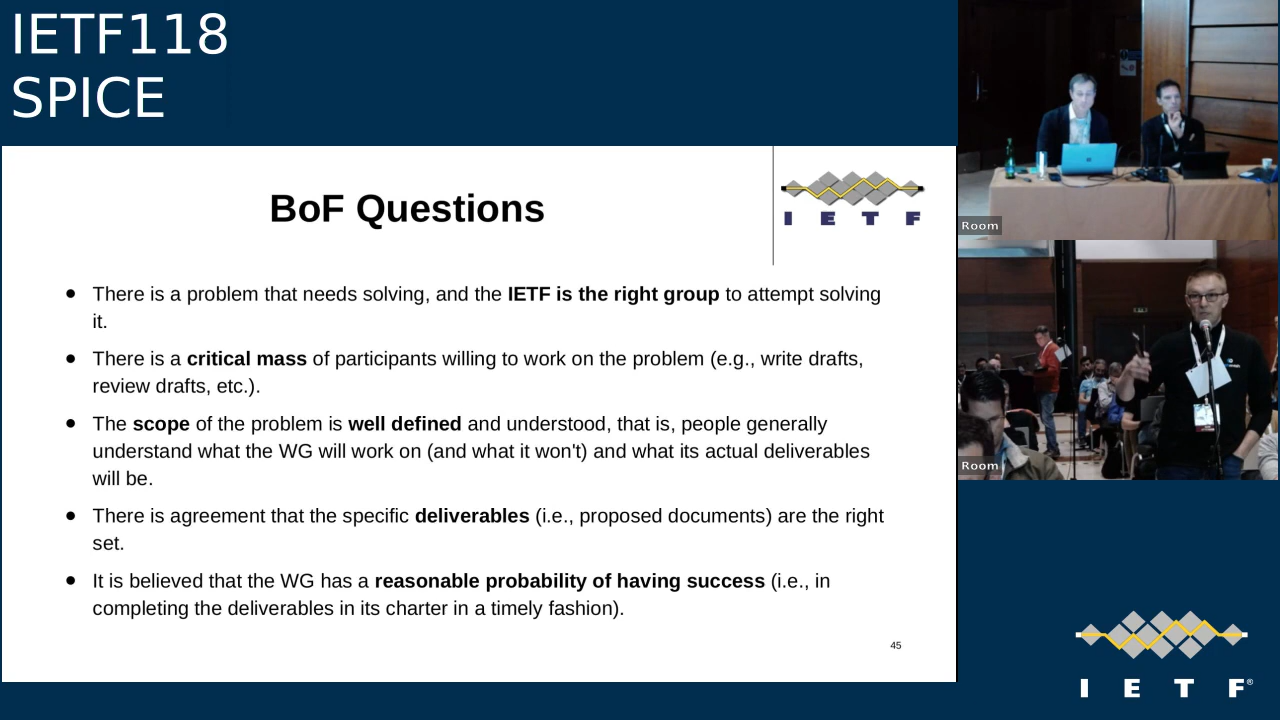 IETF118
SPICE
BoF Questions
I E T F
There is a problem that needs solving, and the IETF is the right group to attempt solving
it.
There is a critical mass of participants willing to work on the problem (e.g., write drafts,
review drafts, etc.).
The scope of the problem is well defined and understood, that is, people generally
understand what the WG will work on (and what it won't) and what its actual deliverables
will be.
There is agreement that the specific deliverables (i.e., proposed documents) are the right
set.
It is believed that the WG has a reasonable probability of having success (i.e., in
completing the deliverables in its charter in a timely fashion).
45
Room
Room
I E T F®